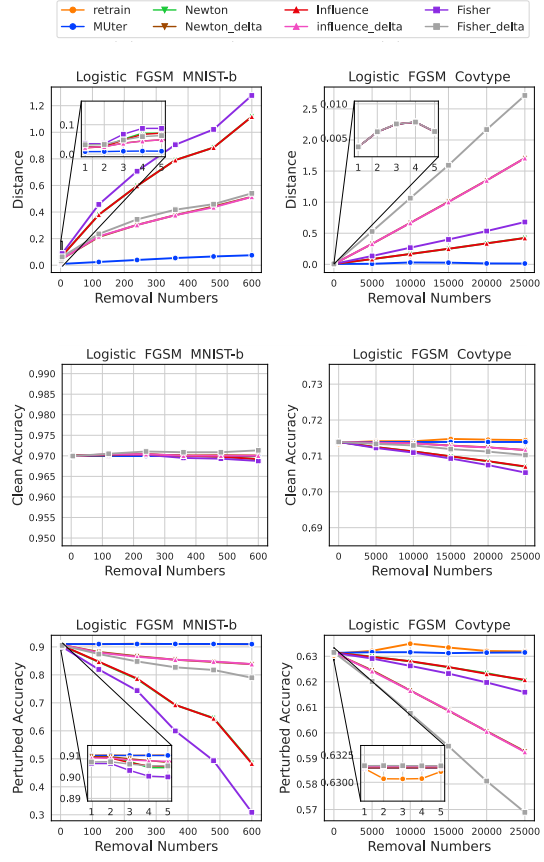 retrain Newton Influence Fisher
MUter Newton_delta influence_delta Fisher_delta
Logistic FGSM MNIST-b
Logistic FGSM Covtype
Distance
1.2
1.0
0.8
0.6
0.4
0.2
0.0
0.1
0.0
1 2 3 4 5
0 100 200 300 400 500 600
Removal Numbers
Distance
2.5
2.0
1.5
1.0
0.5
0.0
0.010
0.005
1 2 3 4 5
0 5000 10000 15000 20000 25000
Removal Numbers
Logistic FGSM MNIST-b
Logistic FGSM Covtype
Clean Accuracy
0.990
0.980
0.970
0.960
0.950
0 100 200 300 400 500 600
Removal Numbers
Clean Accuracy
0.73
0.72
0.71
0.70
0.69
0 5000 10000 15000 20000 25000
Removal Numbers
Logistic FGSM MNIST-b
Logistic FGSM Covtype
Perturbed Accuracy
0.9
0.8
0.7
0.6
0.5
0.4
0.3
0.91
0.90
0.89
1 2 3 4 5
0 100 200 300 400 500 600
Removal Numbers
Perturbed Accuracy
0.63
0.62
0.61
0.60
0.59
0.58
0.57
0.6325
0.6300
1 2 3 4 5
0 5000 10000 15000 20000 25000
Removal Numbers